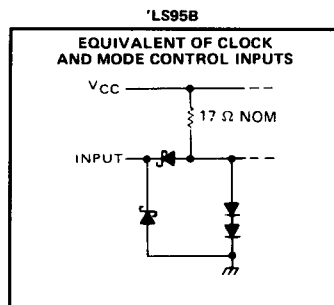 'LS95B
EQUIVALENT OF CLOCK
AND MODE CONTROL INPUTS
VCC
17 Ω NOM
INPUT